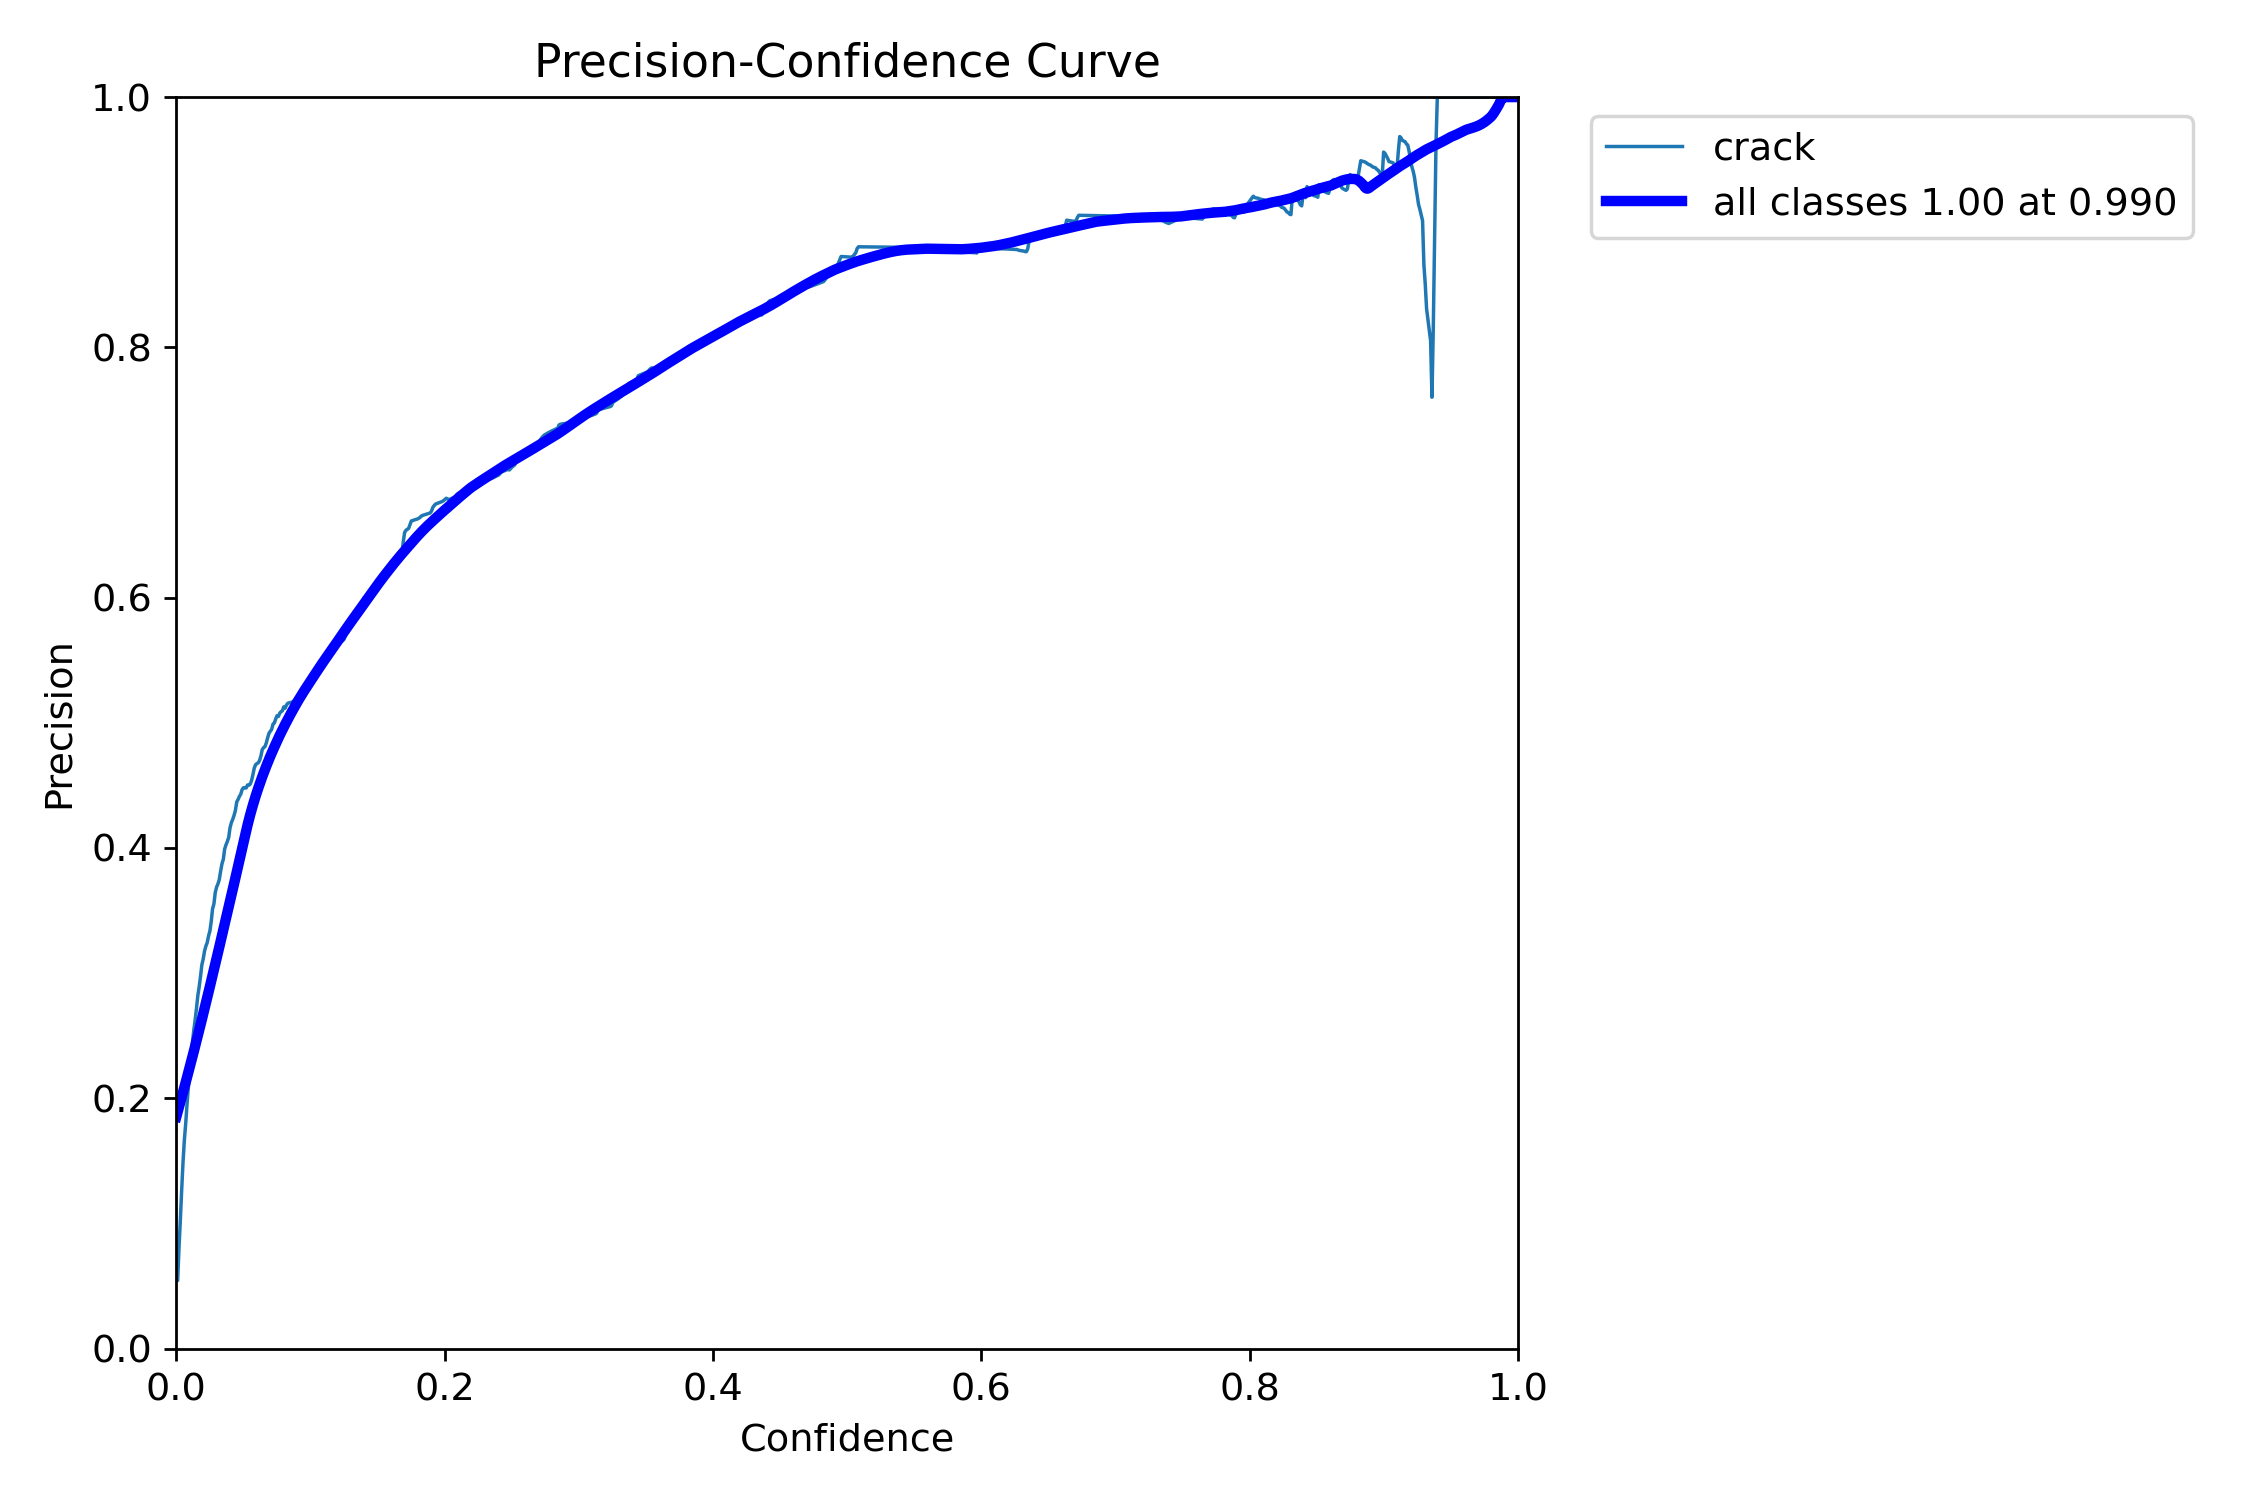 Precision-Confidence Curve
1.0
0.8
0.6
0.4
0.2
0.0
Precision
0.0 0.2 0.4 0.6 0.8 1.0
Confidence
crack
all classes 1.00 at 0.990